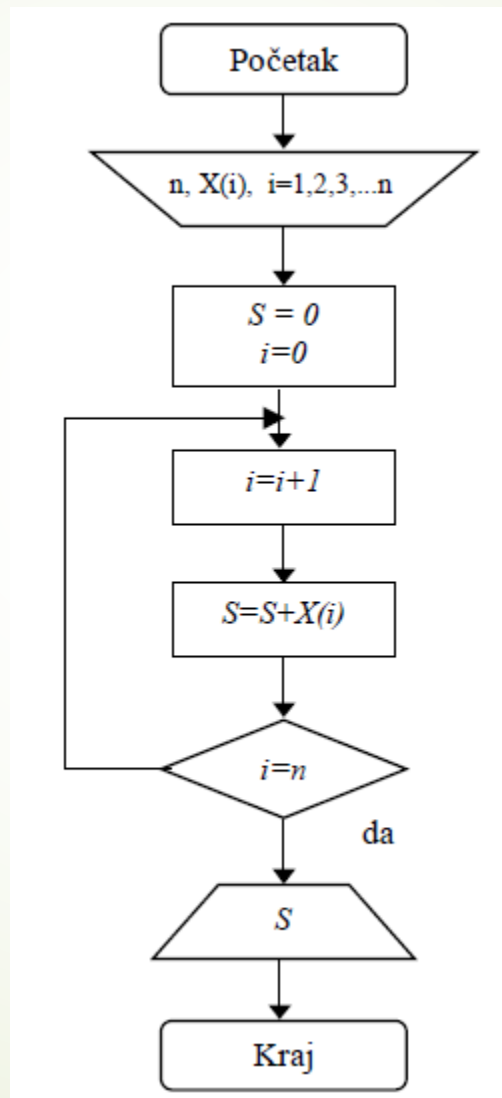 Početak
n, X(i),  i=1,2,3,...n
S = 0
i=0
i=i+1
S=S+X(i)
i=n
da
S
Kraj